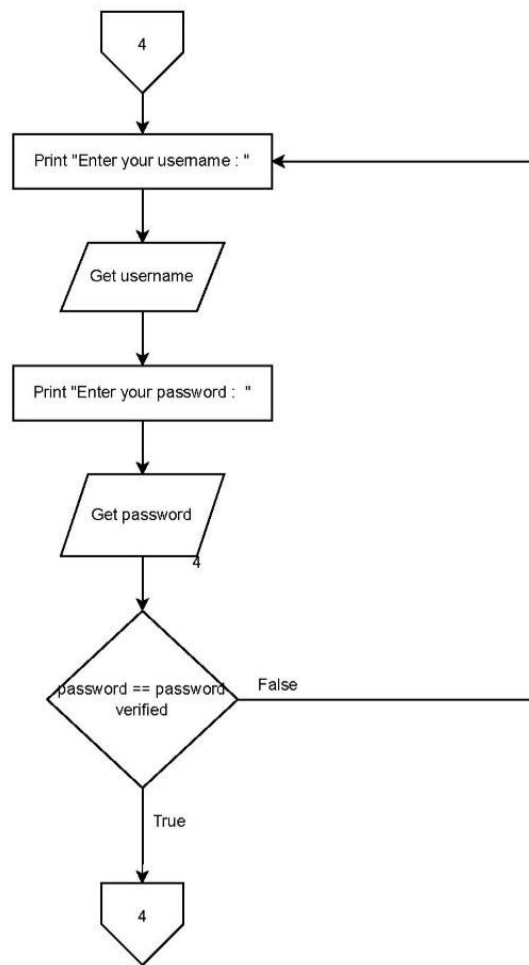 4
Print "Enter your username : "
Get username
Print "Enter your password :  "
Get password
4
password == password
verified
False
True
4